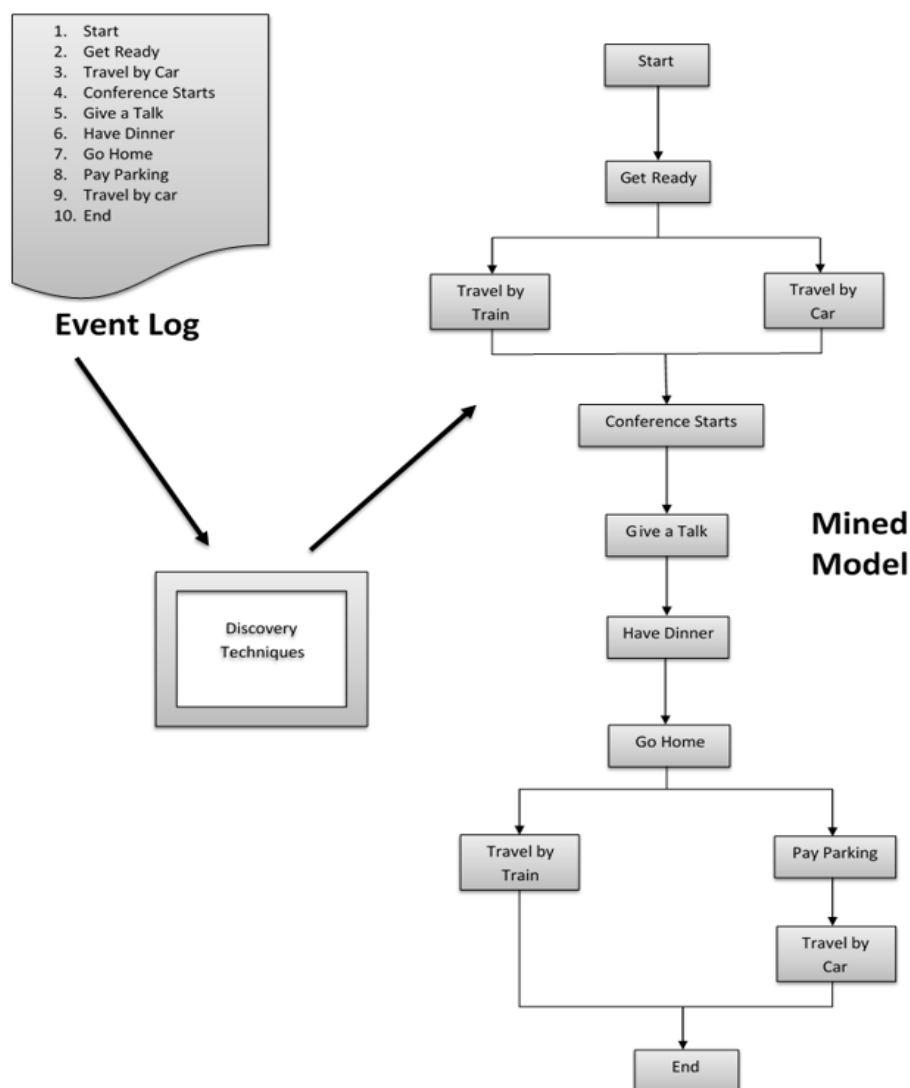 1. Start
2. Get Ready
3. Travel by Car
4. Conference Starts
5. Give a Talk
6. Have Dinner
7. Go Home
8. Pay Parking
9. Travel by car
10. End
Event Log
Discovery
Techniques
Start
Get Ready
Travel by
Train
Travel by
Car
Conference Starts
Give a Talk
Have Dinner
Go Home
Travel by
Train
Pay Parking
Travel by
Car
End
Mined
Model